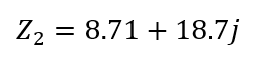 Z₂ = 8.71 + 18.7j